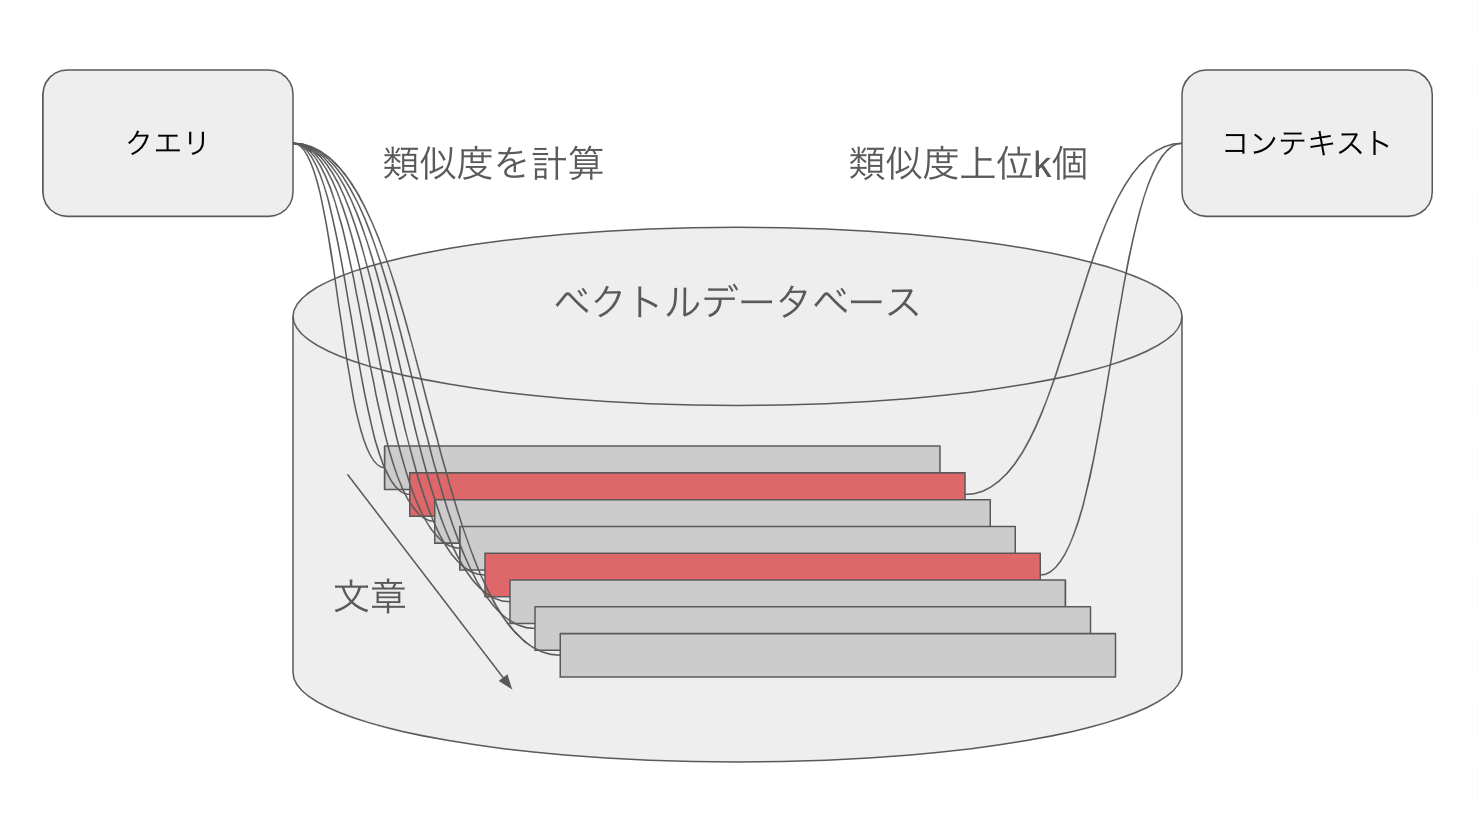 クエリ
コンテキスト
類似度を計算
類似度上位k個
ベクトルデータベース
文章